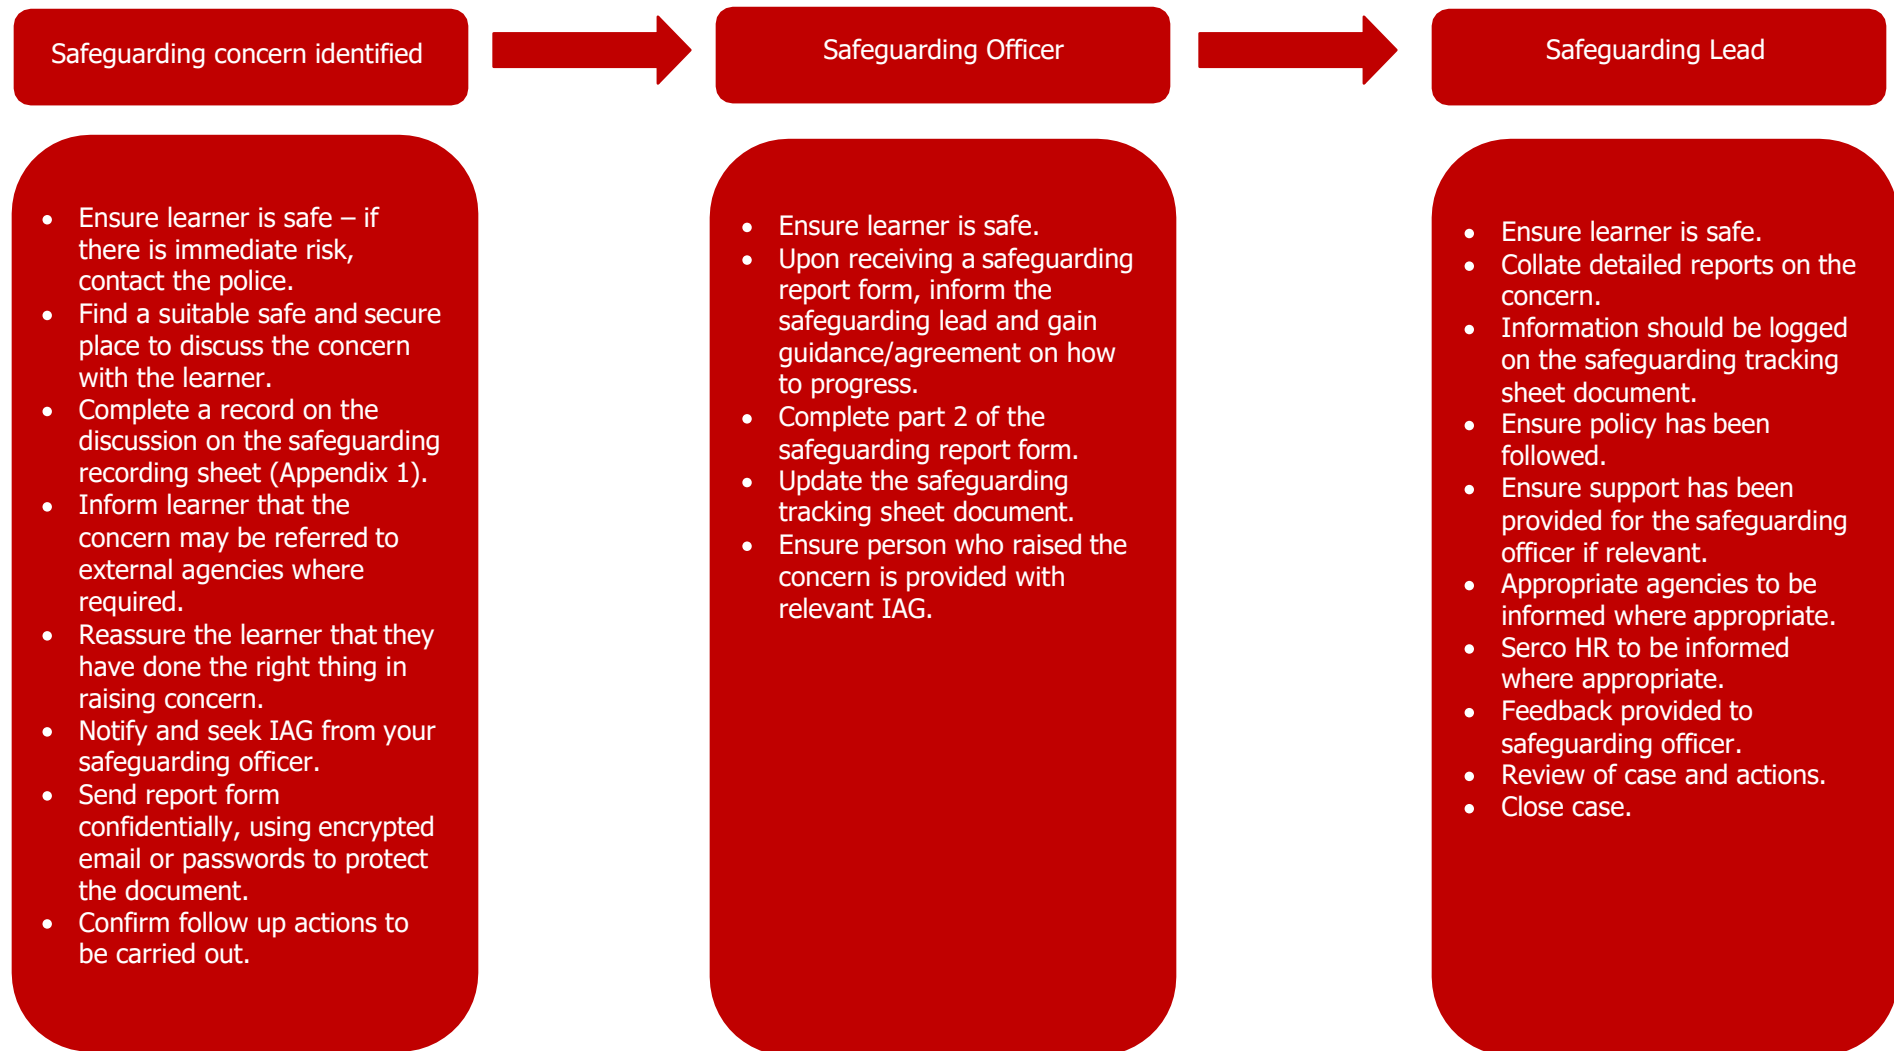 Safeguarding concern identified
Safeguarding Officer
Safeguarding Lead
• Ensure learner is safe – if
there is immediate risk,
contact the police.
• Find a suitable safe and secure
place to discuss the concern
with the learner.
• Complete a record on the
discussion on the safeguarding
recording sheet (Appendix 1).
• Inform learner that the
concern may be referred to
external agencies where
required.
• Reassure the learner that they
have done the right thing in
raising concern.
• Notify and seek IAG from your
safeguarding officer.
• Send report form
confidentially, using encrypted
email or passwords to protect
the document.
• Confirm follow up actions to
be carried out.
• Ensure learner is safe.
• Upon receiving a safeguarding
report form, inform the
safeguarding lead and gain
guidance/agreement on how
to progress.
• Complete part 2 of the
safeguarding report form.
• Update the safeguarding
tracking sheet document.
• Ensure person who raised the
concern is provided with
relevant IAG.
• Ensure learner is safe.
• Collate detailed reports on the
concern.
• Information should be logged
on the safeguarding tracking
sheet document.
• Ensure policy has been
followed.
• Ensure support has been
provided for the safeguarding
officer if relevant.
• Appropriate agencies to be
informed where appropriate.
• Serco HR to be informed
where appropriate.
• Feedback provided to
safeguarding officer.
• Review of case and actions.
• Close case.